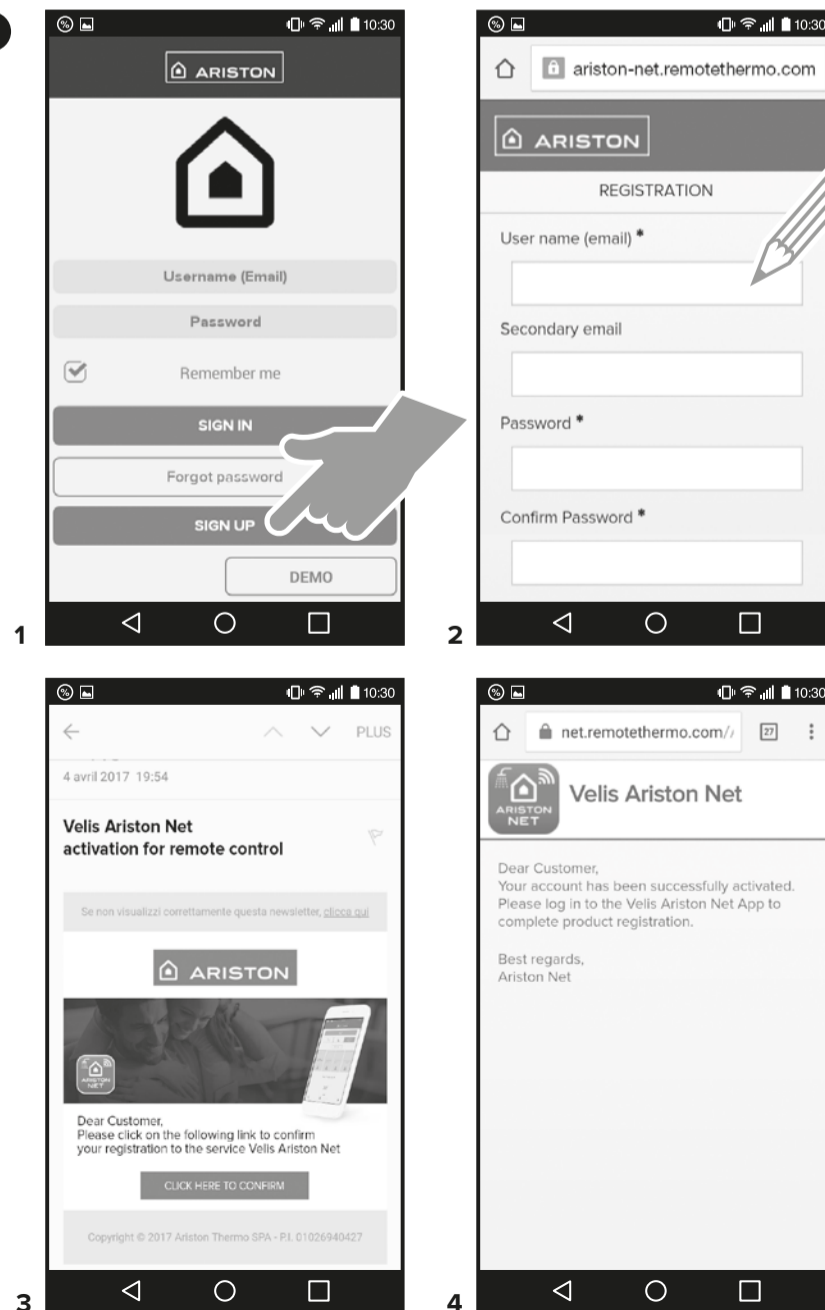 10:30
ARISTON
Username (Email)
Password
Remember me
SIGN IN
Forgot password
SIGN UP
DEMO
1
10:30
ariston-net.remotethermo.com
ARISTON
REGISTRATION
User name (email) *
Secondary email
Password *
Confirm Password *
2
10:30
PLUS
4 avril 2017 19:54
Velis Ariston Net
activation for remote control
Se non visualizzi correttamente questa newsletter, clicca qui
ARISTON
ARISTON
NET
Dear Customer,
Please click on the following link to confirm
your registration to the service Velis Ariston Net
CLICK HERE TO CONFIRM
Copyright © 2017 Ariston Thermo SPA - P.I. 01026940427
3
10:30
net.remotethermo.com/
27
ARISTON
NET
Velis Ariston Net
Dear Customer,
Your account has been successfully activated.
Please log in to the Velis Ariston Net App to
complete product registration.
Best regards,
Ariston Net
4